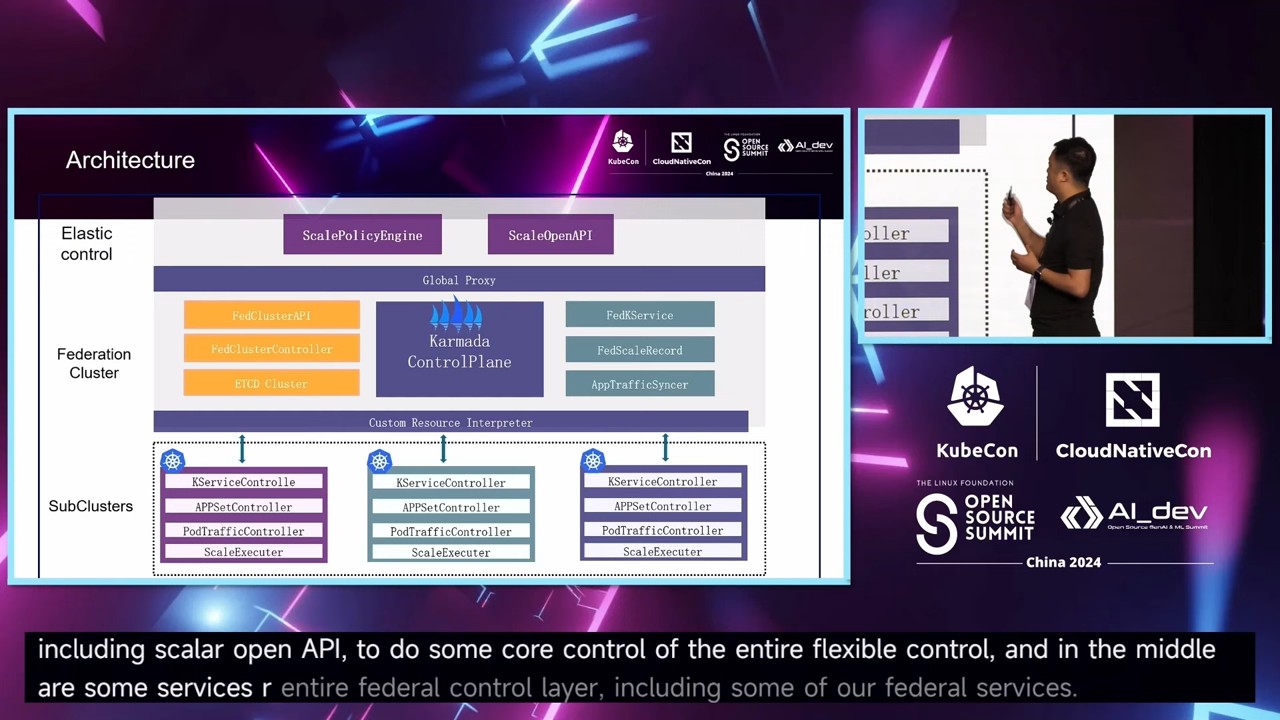 Architecture
KubeCon
CloudNativeCon
THE LINUX FOUNDATION
OPEN
SOURCE
SUMMIT
AI_dev
China 2024
Elastic
control
ScalePolicyEngine
ScaleOpenAPI
Global Proxy
Federation
Cluster
FedClusterAPI
FedClusterController
ETCD Cluster
Karmada
ControlPlane
FedKService
FedScaleRecord
AppTrafficSyncer
Custom Resource Interpreter
SubClusters
KServiceControlle
APPSetController
PodTrafficController
ScaleExecuter
KServiceController
APPSetController
PodTrafficController
ScaleExecuter
KServiceController
APPSetController
PodTrafficController
ScaleExecuter
oller
ller
roller
KubeCon
CloudNativeCon
THE LINUX FOUNDATION
OPEN
SOURCE
SUMMIT
AI_dev
Open Source GenAI & ML Summit
China 2024
including scalar open API, to do some core control of the entire flexible control, and in the middle
are some services r entire federal control layer, including some of our federal services.